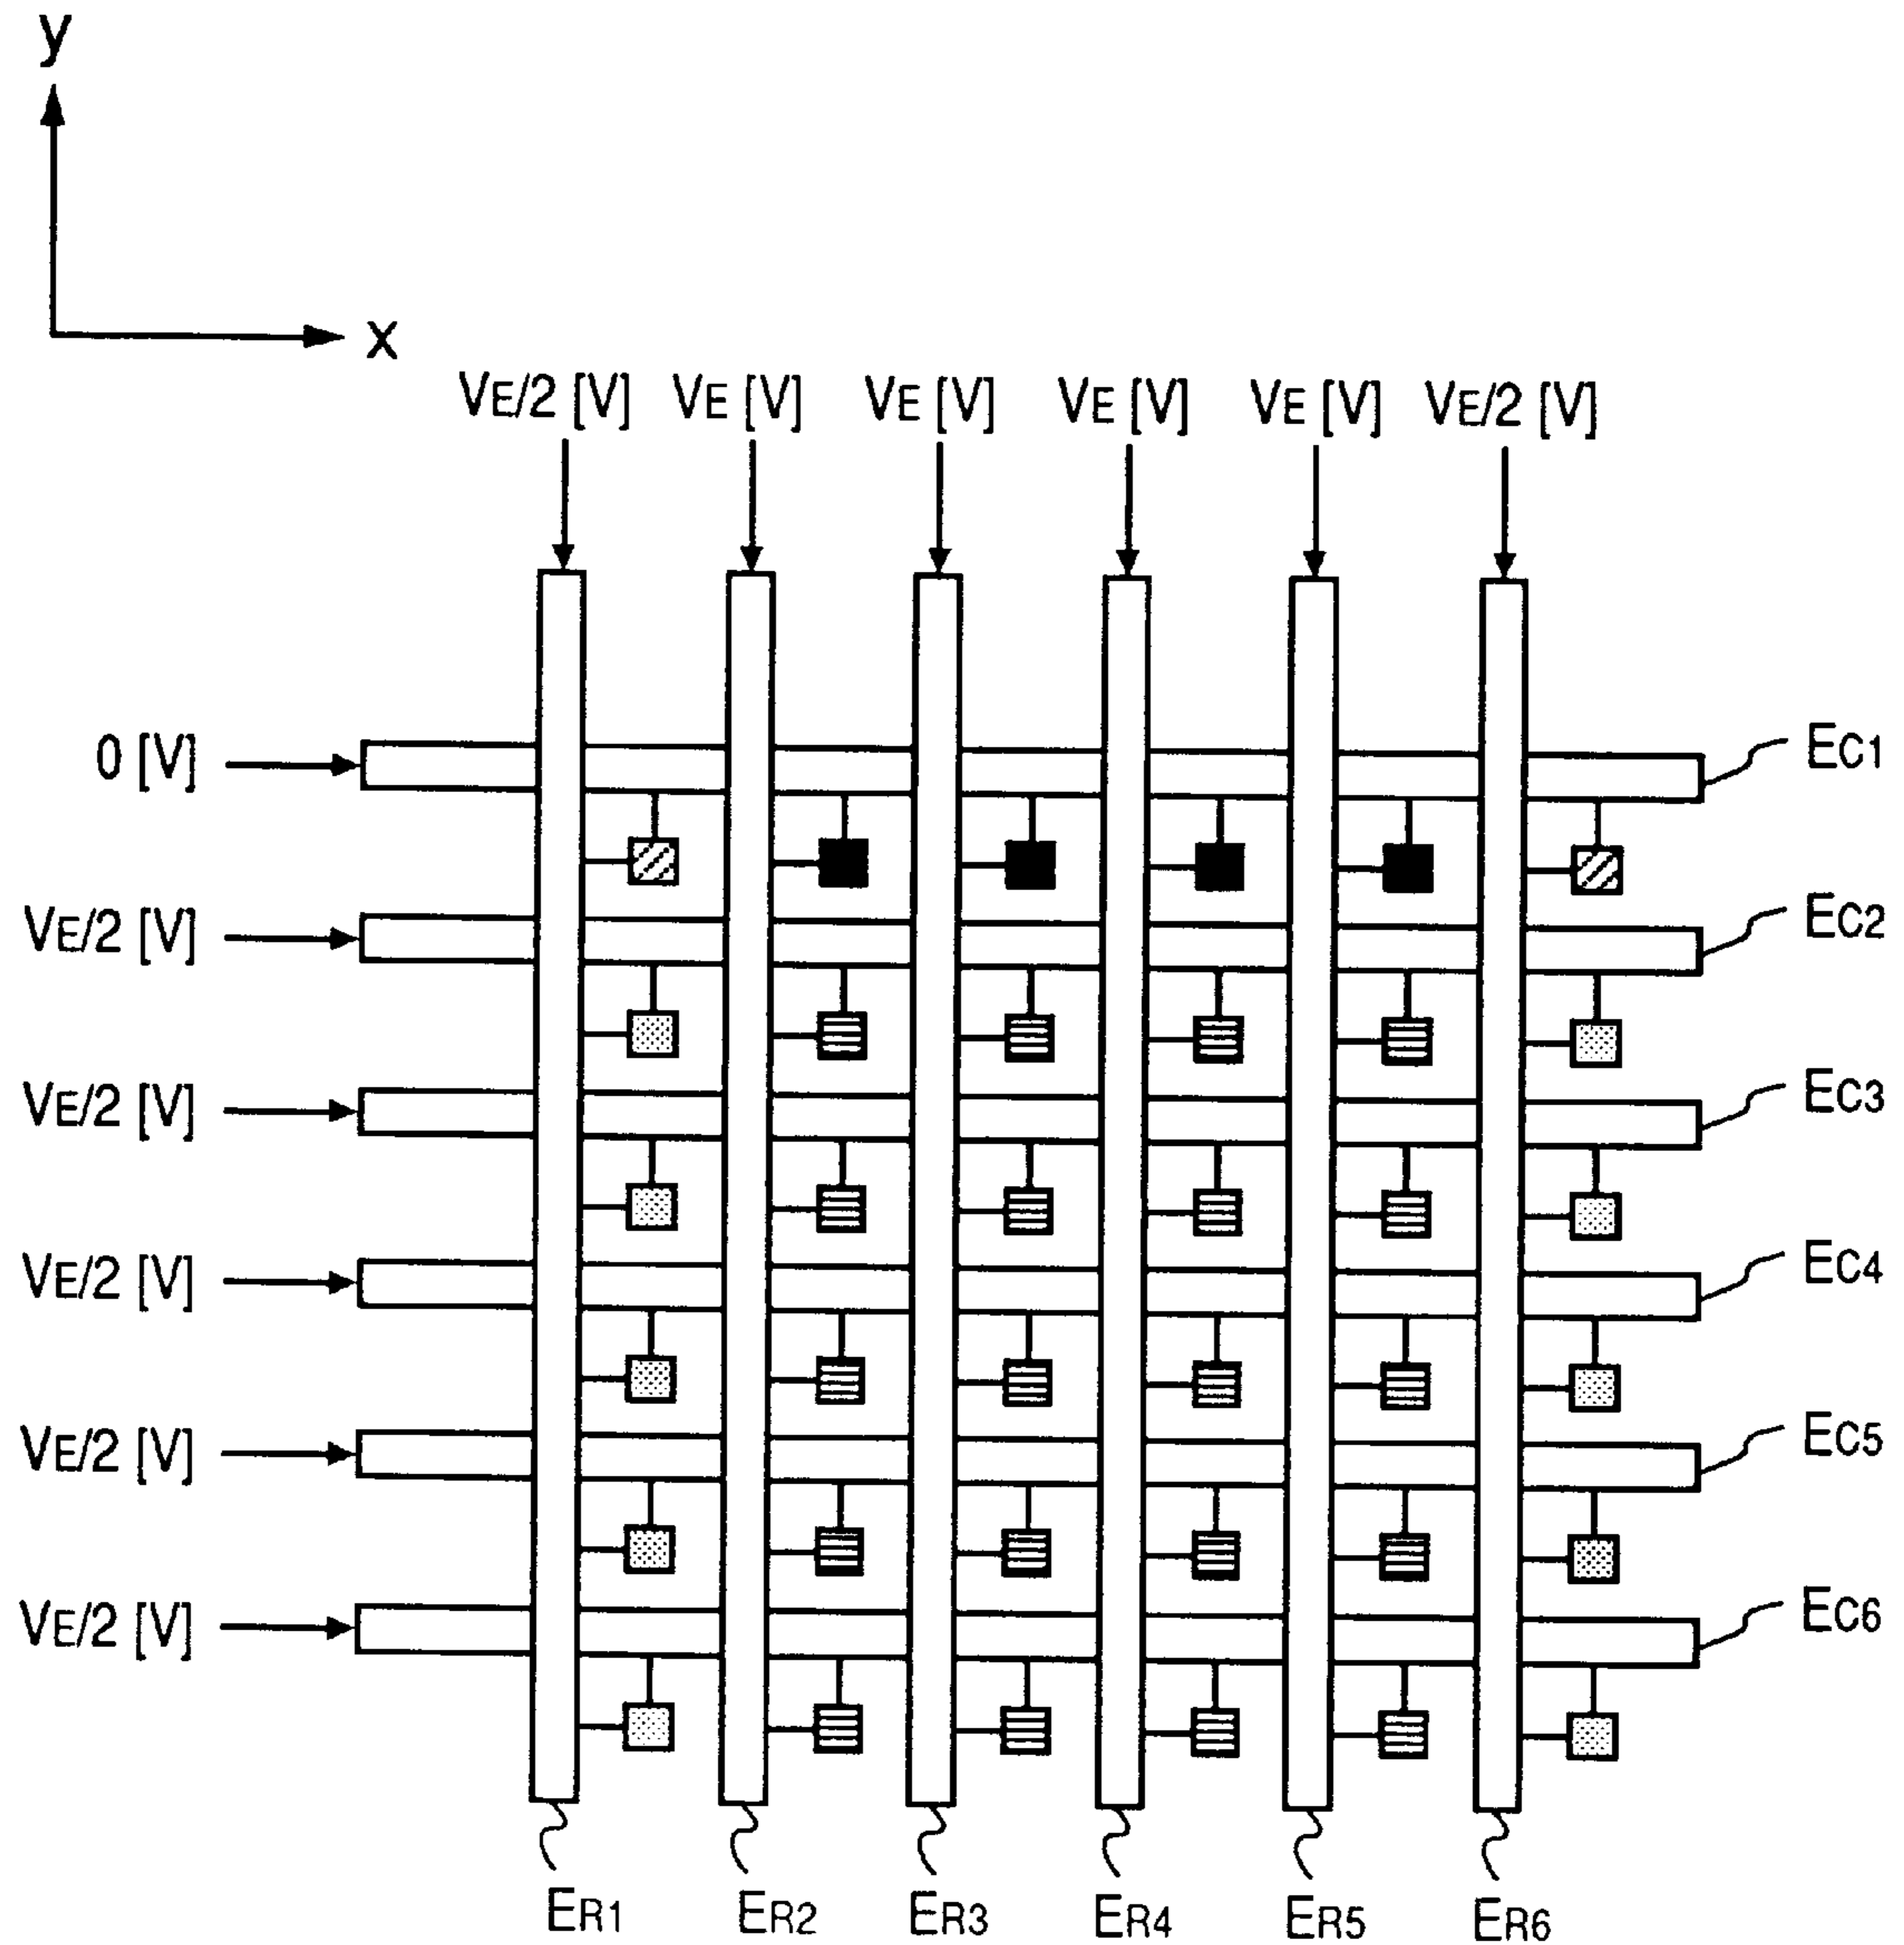 y
x
VE/2 [V] VE [V] VE [V] VE [V] VE [V] VE/2 [V]
0 [V]
EC1
VE/2 [V]
EC2
VE/2 [V]
EC3
VE/2 [V]
EC4
VE/2 [V]
EC5
VE/2 [V]
EC6
ER1 ER2 ER3 ER4 ER5 ER6